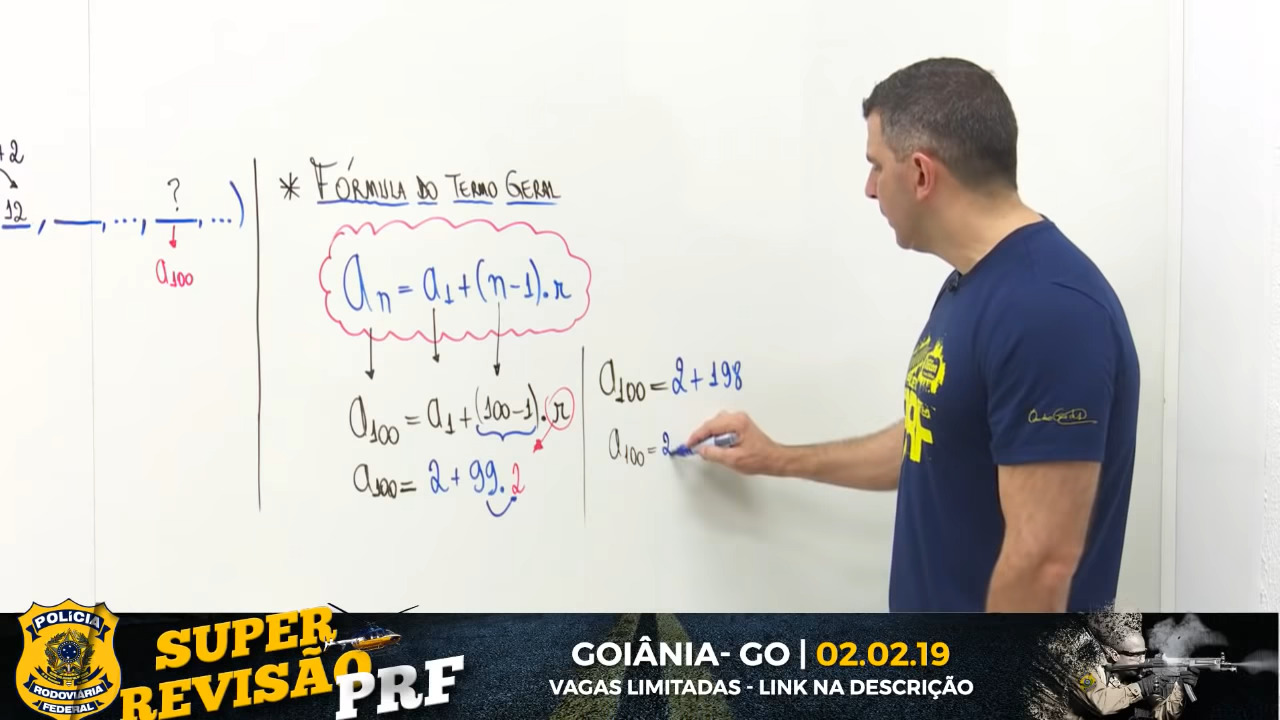 +2
12, ___, ..., ___, ...)
?
a100
* FÓRMULA DO TERMO GERAL
an = a1 + (n-1).r
a100 = a1 + (100-1).r
a100 = 2 + 99.2
a100 = 2 + 198
a100 = 2
POLÍCIA
RODOVIÁRIA
FEDERAL
SUPER
REVISÃO
PRF
GOIÂNIA- GO | 02.02.19
VAGAS LIMITADAS - LINK NA DESCRIÇÃO